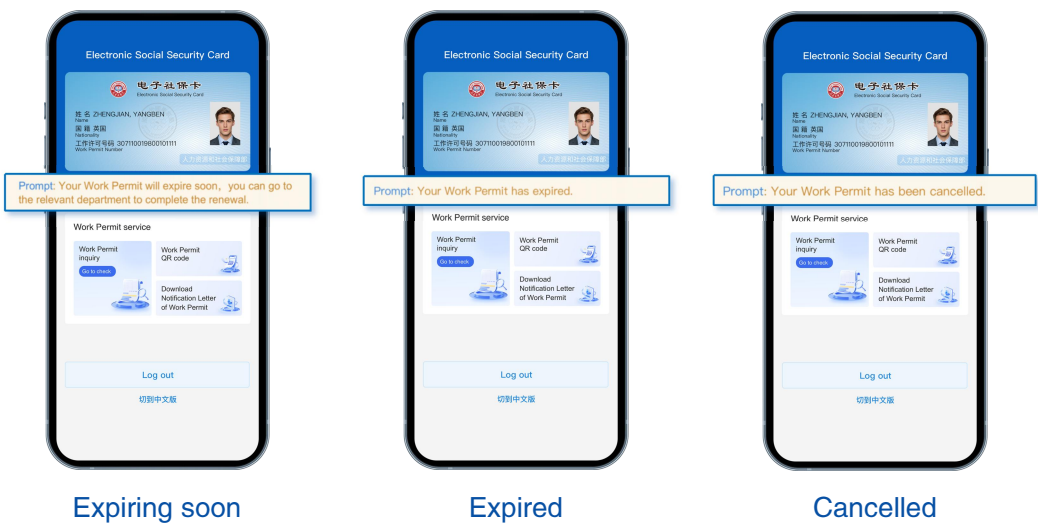 Electronic Social Security Card
电子社保卡
Electronic Social Security Card
姓 名 ZHENGJIAN, YANGBEN
Name
国 籍 英国
Nationality
工作许可号码 307110019800101111
Work Permit Number
人力资源和社会保障部
Prompt: Your Work Permit will expire soon, you can go to
the relevant department to complete the renewal.
Work Permit service
Work Permit
inquiry
Go to check
Work Permit
QR code
Download
Notification Letter
of Work Permit
Log out
切到中文版
Expiring soon
Electronic Social Security Card
电子社保卡
Electronic Social Security Card
姓 名 ZHENGJIAN, YANGBEN
Name
国 籍 英国
Nationality
工作许可号码 307110019800101111
Work Permit Number
人力资源和社会保障部
Prompt: Your Work Permit has expired.
Work Permit service
Work Permit
inquiry
Go to check
Work Permit
QR code
Download
Notification Letter
of Work Permit
Log out
切到中文版
Expired
Electronic Social Security Card
电子社保卡
Electronic Social Security Card
姓 名 ZHENGJIAN, YANGBEN
Name
国 籍 英国
Nationality
工作许可号码 307110019800101111
Work Permit Number
人力资源和社会保障部
Prompt: Your Work Permit has been cancelled.
Work Permit service
Work Permit
inquiry
Go to check
Work Permit
QR code
Download
Notification Letter
of Work Permit
Log out
切到中文版
Cancelled